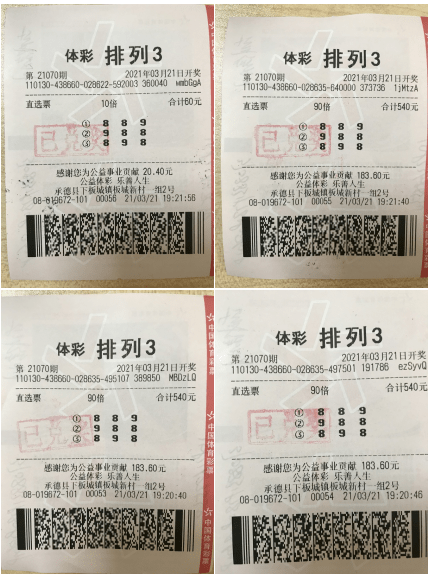 体彩 排列3
第 21070期 2021年03月21日开奖
110130-438660-028622-592003 360040 wmbGgA
直选票 10倍 合计60元
① 8 8 9
② 9 8 8
③ 8 9 8
感谢您为公益事业贡献 20.40元
公益体彩 乐善人生
承德县下板城镇板城新村一组2号
08-019672-101 00056 21/03/21 19:21:56
体彩 排列3
第 21070期 2021年03月21日开奖
110130-438660-028635-640000 373736 1jMtzA
直选票 90倍 合计540元
① 8 8 9
② 9 8 8
③ 8 9 8
感谢您为公益事业贡献 183.60元
公益体彩 乐善人生
承德县下板城镇板城新村一组2号
08-019672-101 00056 21/03/21 19:21:40
体彩 排列3
第 21070期 2021年03月21日开奖
110130-438660-028635-495107 389850 MBDzLQ
直选票 90倍 合计540元
① 8 8 9
② 9 8 8
③ 8 9 8
感谢您为公益事业贡献 183.60元
公益体彩 乐善人生
承德县下板城镇板城新村一组2号
08-019672-101 00053 21/03/21 19:20:40
中国体育彩票
中国体育彩票
体彩 排列3
第 21070期 2021年03月21日开奖
110130-438660-028635-497501 191786 ezSyvQ
直选票 90倍 合计540元
① 8 8 9
② 9 8 8
③ 8 9 8
感谢您为公益事业贡献 183.60元
公益体彩 乐善人生
承德县下板城镇板城新村一组2号
08-019672-101 00054 21/03/21 19:20:46